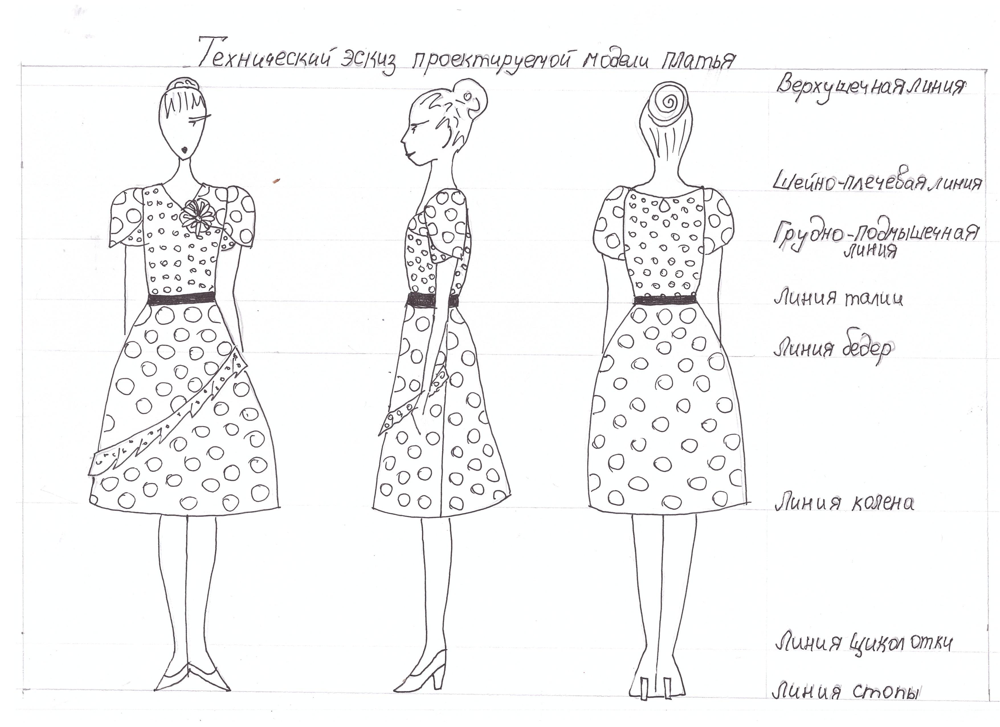 Технический эскиз проектируемой модели платья
Верхушечная линия
Шейно-плечевая линия
Грудно-подмышечная
линия
Линия талии
Линия бедер
Линия колена
Линия щиколотки
Линия стопы